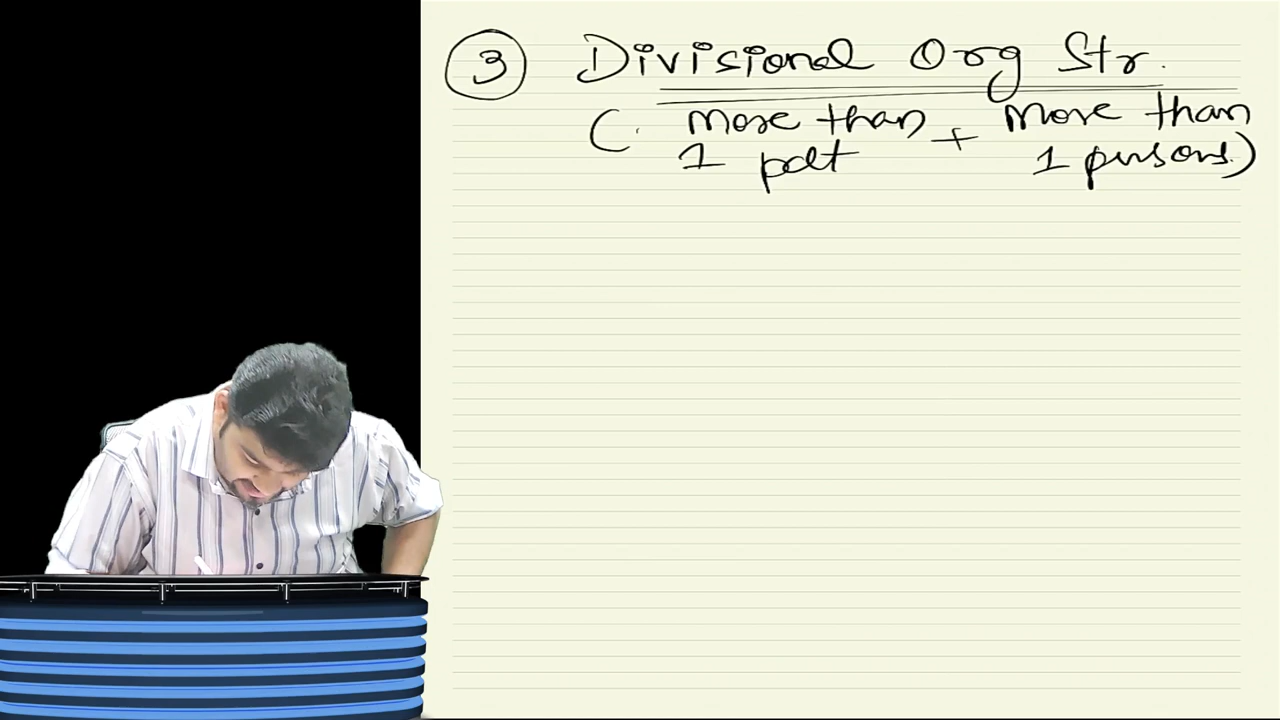 3 Divisional Org Str.
( more than + more than
1 pdt 1 persons.)